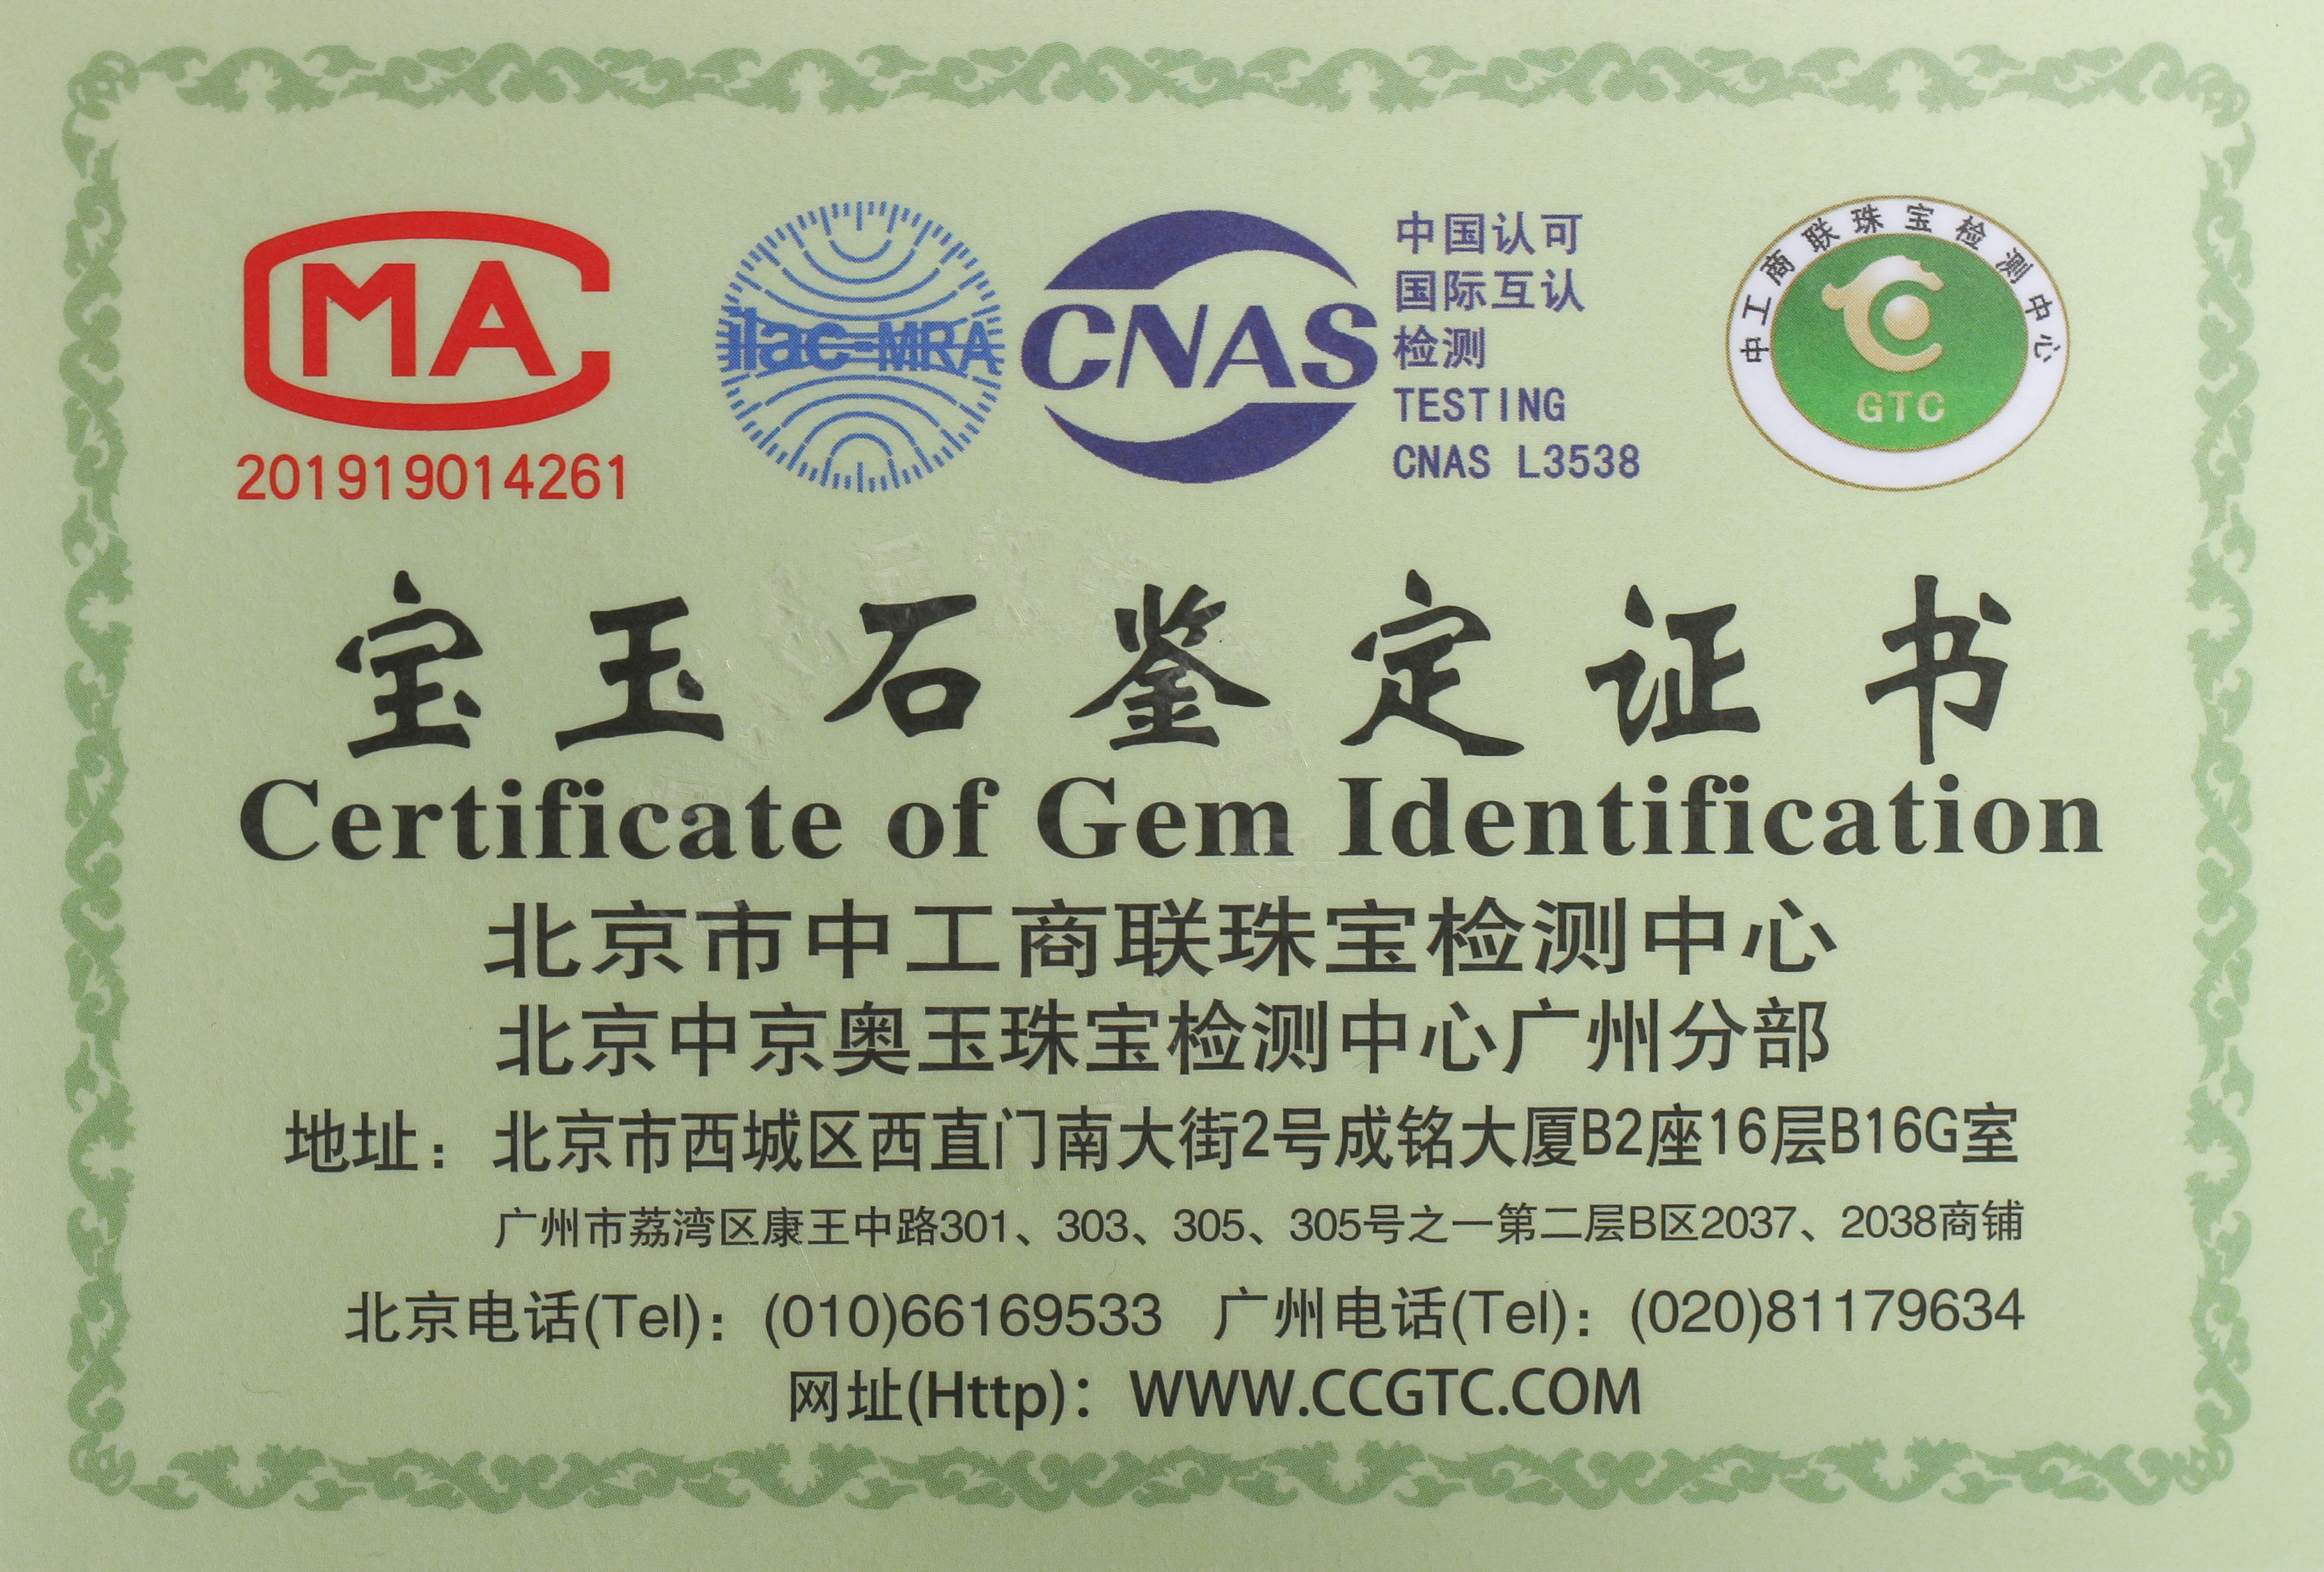 MA
201919014261
ilac-MRA
CNAS
中国认可
国际互认
检测
TESTING
CNAS L3538
中工商联珠宝检测中心
GTC
宝玉石鉴定证书
Certificate of Gem Identification
北京市中工商联珠宝检测中心
北京中京奥玉珠宝检测中心广州分部
地址：北京市西城区西直门南大街2号成铭大厦B2座16层B16G室
广州市荔湾区康王中路301、303、305、305号之一第二层B区2037、2038商铺
北京电话(Tel)：(010)66169533 广州电话(Tel)：(020)81179634
网址(Http)：WWW.CCGTC.COM